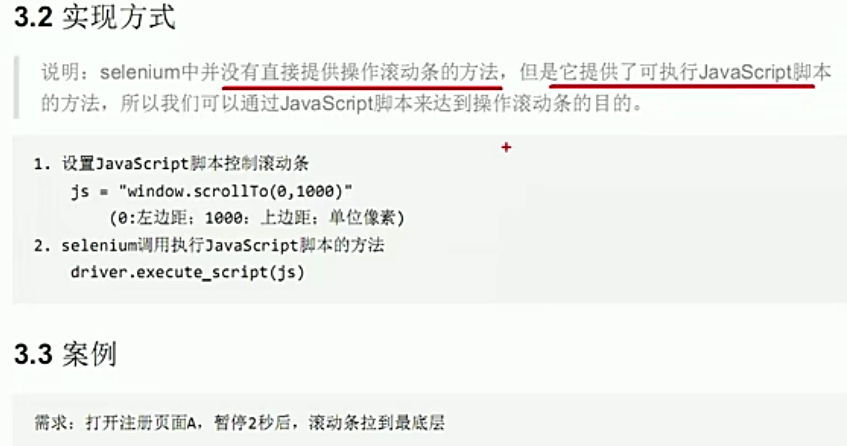 3.2 实现方式
说明：selenium中并没有直接提供操作滚动条的方法，但是它提供了可执行JavaScript脚本
的方法，所以我们可以通过JavaScript脚本来达到操作滚动条的目的。
1. 设置JavaScript脚本控制滚动条
js = "window.scrollTo(0,1000)"
(0:左边距；1000：上边距；单位像素)
2. selenium调用执行JavaScript脚本的方法
driver.execute_script(js)
3.3 案例
需求：打开注册页面A，暂停2秒后，滚动条拉到最底层